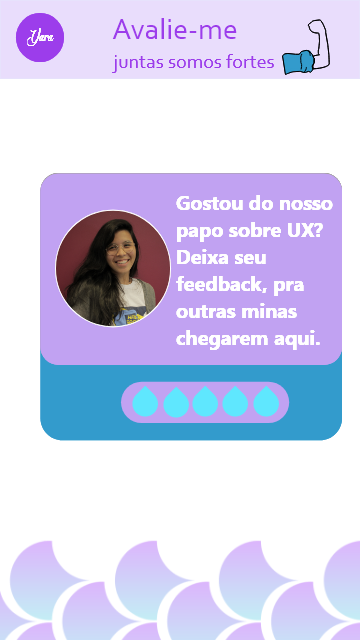 Yara
Avalie-me
juntas somos fortes
Gostou do nosso
papo sobre UX?
Deixa seu
feedback, pra
outras minas
chegarem aqui.